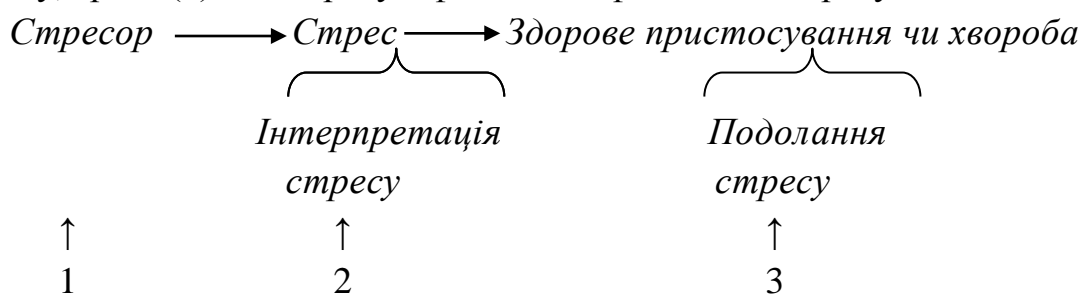 Стресор → Стрес → Здорове пристосування чи хвороба
Інтерпретація Подолання
стресу стресу
↑ ↑ ↑
1 2 3